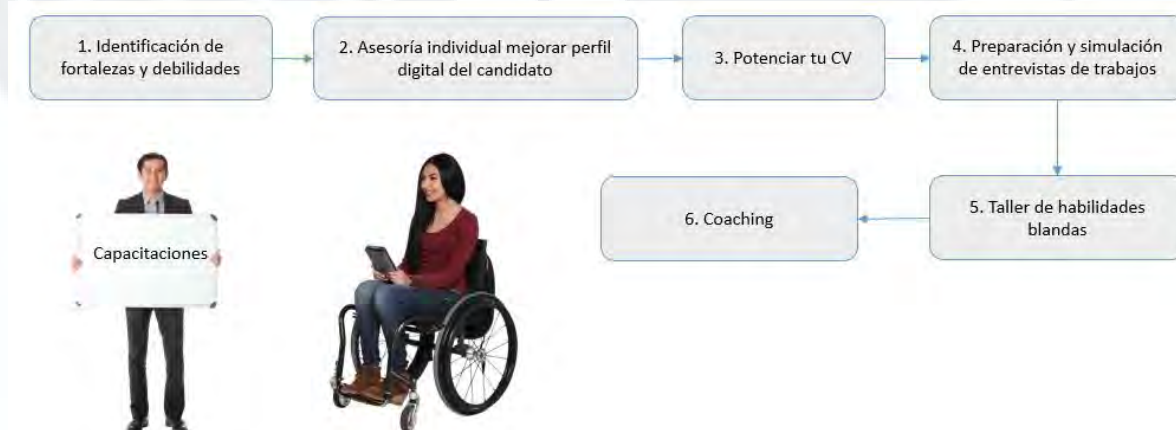 1. Identificación de
fortalezas y debilidades
2. Asesoría individual mejorar perfil
digital del candidato
3. Potenciar tu CV
4. Preparación y simulación
de entrevistas de trabajos
5. Taller de habilidades
blandas
6. Coaching
Capacitaciones